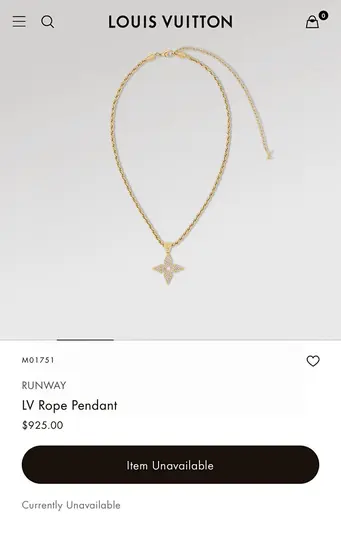 LOUIS VUITTON
0
M01751
RUNWAY
LV Rope Pendant
$925.00
Item Unavailable
Currently Unavailable